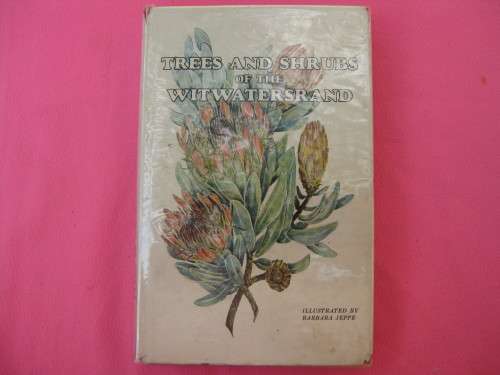 TREES AND SHRUBS
OF THE
WITWATERSRAND
ILLUSTRATED BY
BARBARA JEPPE